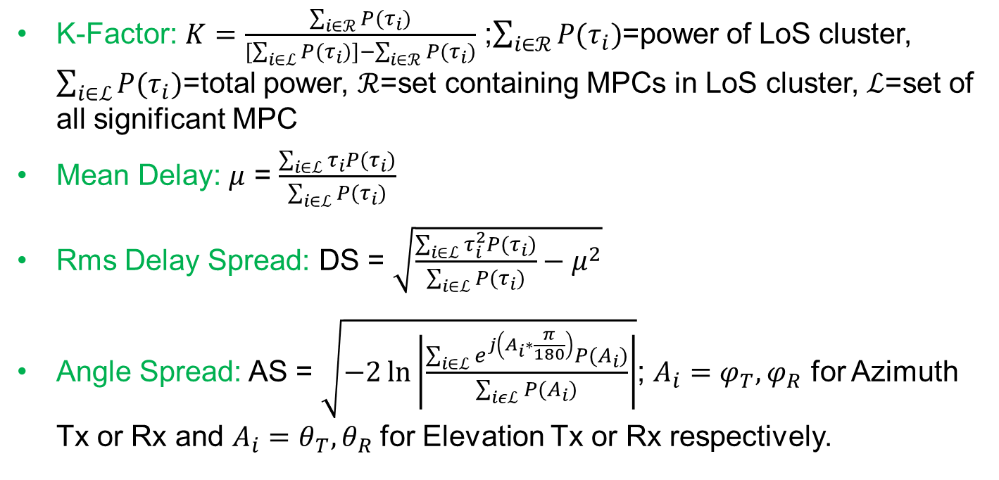 • K-Factor: $K = \frac{\sum_{i \in \mathcal{R}} P(\tau_i)}{[\sum_{i \in \mathcal{L}} P(\tau_i)] - \sum_{i \in \mathcal{R}} P(\tau_i)}$ ;$\sum_{i \in \mathcal{R}} P(\tau_i)$=power of LoS cluster,
$\sum_{i \in \mathcal{L}} P(\tau_i)$=total power, $\mathcal{R}$=set containing MPCs in LoS cluster, $\mathcal{L}$=set of
all significant MPC
• Mean Delay: $\mu = \frac{\sum_{i \in \mathcal{L}} \tau_i P(\tau_i)}{\sum_{i \in \mathcal{L}} P(\tau_i)}$
• Rms Delay Spread: DS = $\sqrt{\frac{\sum_{i \in \mathcal{L}} \tau_i^2 P(\tau_i)}{\sum_{i \in \mathcal{L}} P(\tau_i)} - \mu^2}$
• Angle Spread: AS = $\sqrt{-2 \ln \left| \frac{\sum_{i \in \mathcal{L}} e^{j\left(A_i * \frac{\pi}{180}\right)} P(A_i)}{\sum_{i \epsilon \mathcal{L}} P(A_i)} \right|}$; $A_i = \varphi_T, \varphi_R$ for Azimuth
Tx or Rx and $A_i = \theta_T, \theta_R$ for Elevation Tx or Rx respectively.